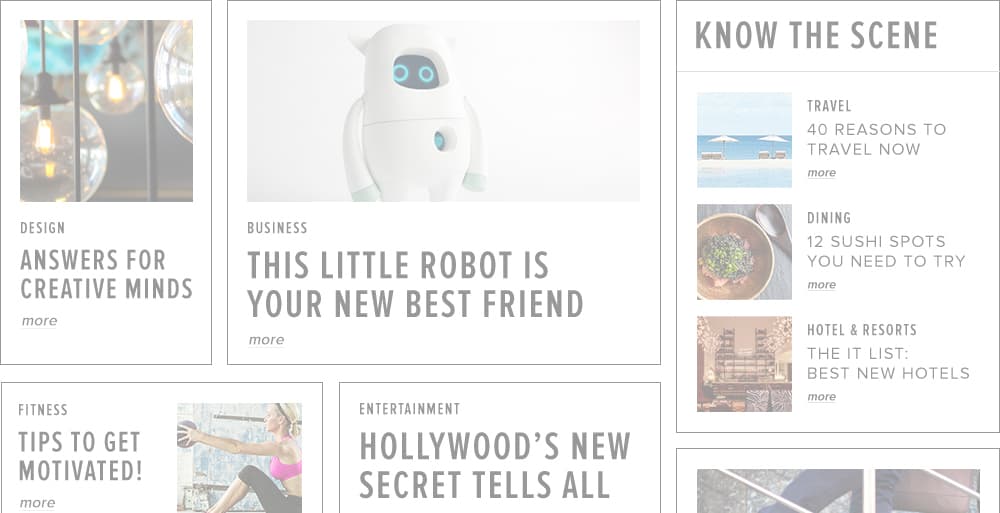 DESIGN
ANSWERS FOR
CREATIVE MINDS
more
BUSINESS
THIS LITTLE ROBOT IS
YOUR NEW BEST FRIEND
more
KNOW THE SCENE
TRAVEL
40 REASONS TO
TRAVEL NOW
more
DINING
12 SUSHI SPOTS
YOU NEED TO TRY
more
HOTEL & RESORTS
THE IT LIST:
BEST NEW HOTELS
more
FITNESS
TIPS TO GET
MOTIVATED!
more
ENTERTAINMENT
HOLLYWOOD’S NEW
SECRET TELLS ALL